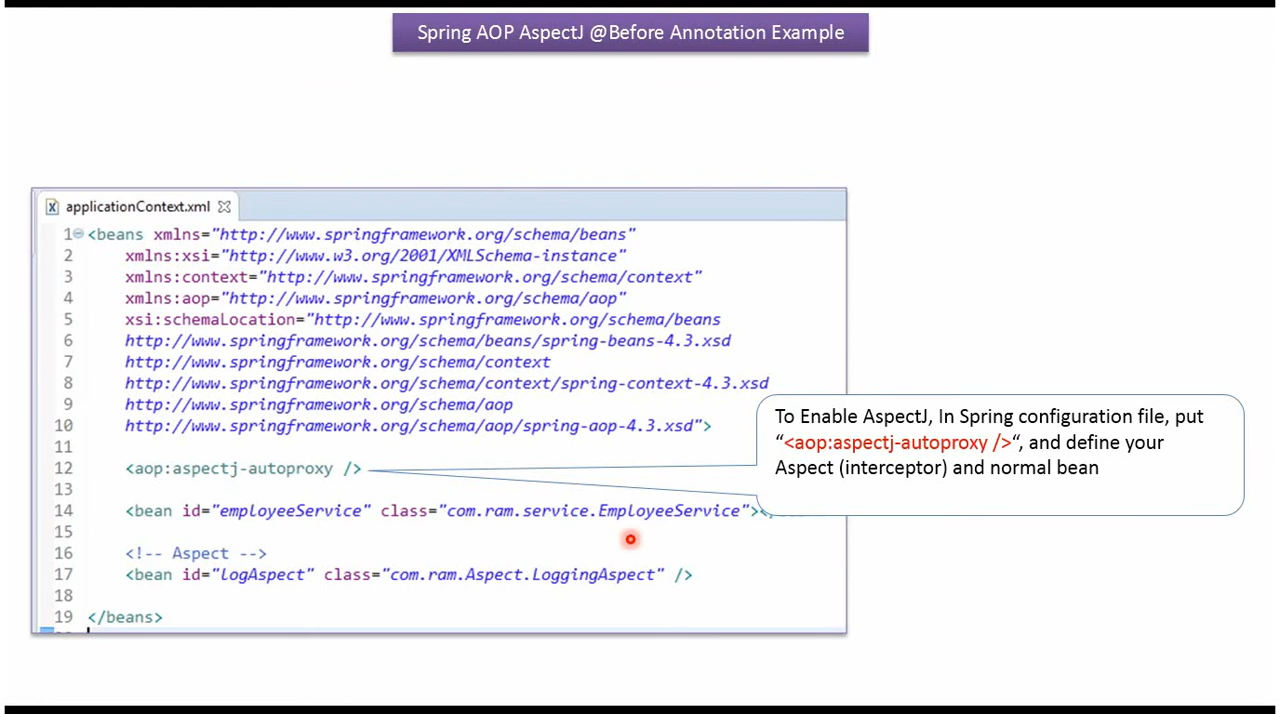 Spring AOP AspectJ @Before Annotation Example
applicationContext.xml
1 <beans xmlns="http://www.springframework.org/schema/beans"
2 xmlns:xsi="http://www.w3.org/2001/XMLSchema-instance"
3 xmlns:context="http://www.springframework.org/schema/context"
4 xmlns:aop="http://www.springframework.org/schema/aop"
5 xsi:schemaLocation="http://www.springframework.org/schema/beans
6 http://www.springframework.org/schema/beans/spring-beans-4.3.xsd
7 http://www.springframework.org/schema/context
8 http://www.springframework.org/schema/context/spring-context-4.3.xsd
9 http://www.springframework.org/schema/aop
10 http://www.springframework.org/schema/aop/spring-aop-4.3.xsd">
11
12 <aop:aspectj-autoproxy />
13
14 <bean id="employeeService" class="com.ram.service.EmployeeService">
15
16 <!-- Aspect -->
17 <bean id="logAspect" class="com.ram.Aspect.LoggingAspect" />
18
19 </beans>
To Enable AspectJ, In Spring configuration file, put
“<aop:aspectj-autoproxy />“, and define your
Aspect (interceptor) and normal bean